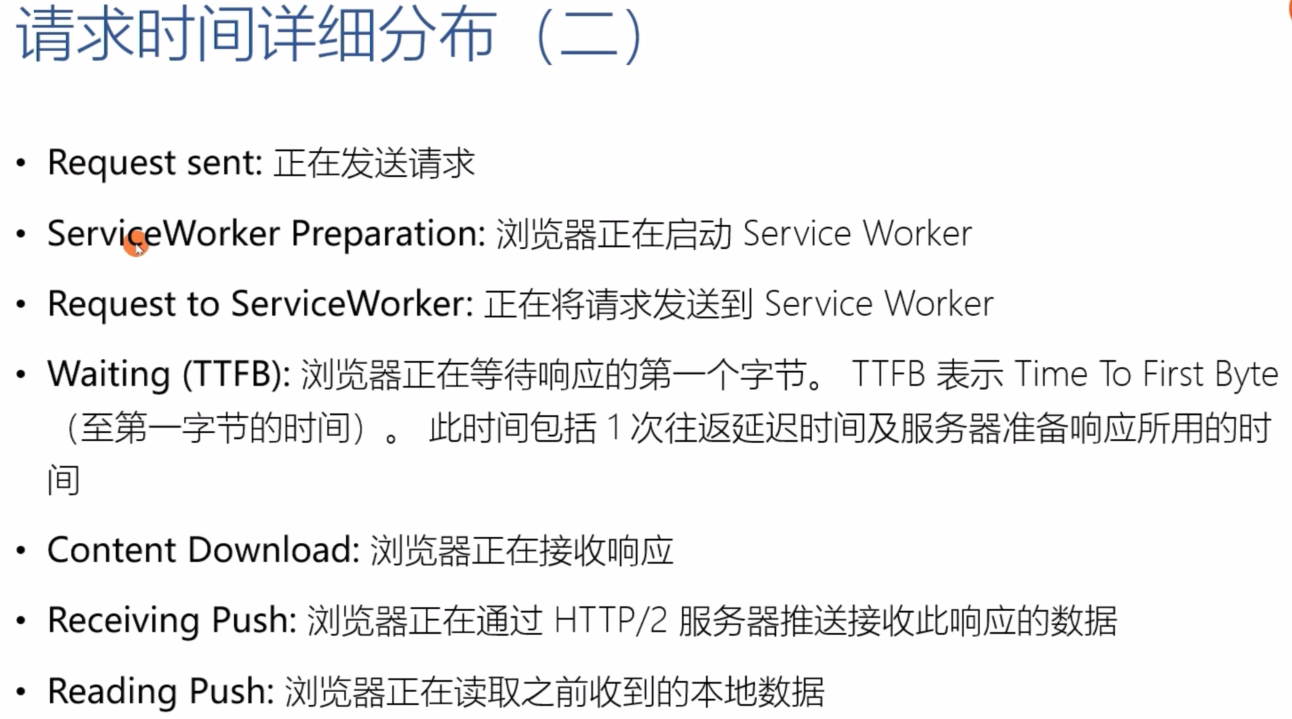 请求时间详细分布（二）
• Request sent: 正在发送请求
• ServiceWorker Preparation: 浏览器正在启动 Service Worker
• Request to ServiceWorker: 正在将请求发送到 Service Worker
• Waiting (TTFB): 浏览器正在等待响应的第一个字节。 TTFB 表示 Time To First Byte
（至第一字节的时间）。 此时间包括 1 次往返延迟时间及服务器准备响应所用的时
间
• Content Download: 浏览器正在接收响应
• Receiving Push: 浏览器正在通过 HTTP/2 服务器推送接收此响应的数据
• Reading Push: 浏览器正在读取之前收到的本地数据